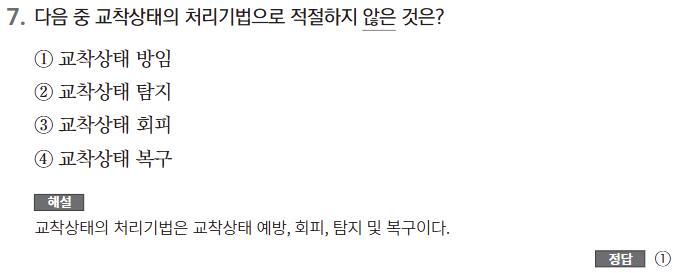 7. 다음 중 교착상태의 처리기법으로 적절하지 않은 것은?
① 교착상태 방임
② 교착상태 탐지
③ 교착상태 회피
④ 교착상태 복구
해설
교착상태의 처리기법은 교착상태 예방, 회피, 탐지 및 복구이다.
정답 ①